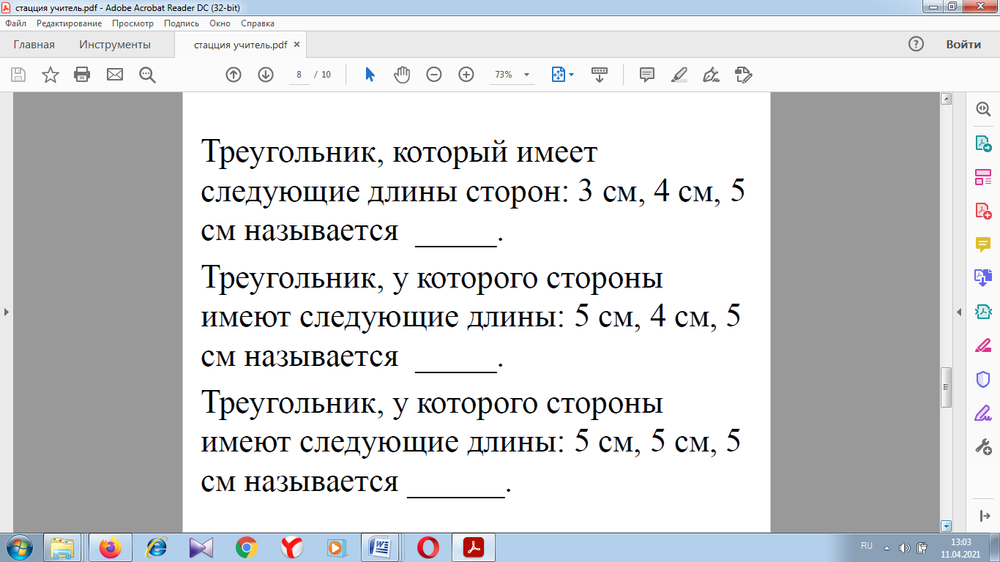 стацция учитель.pdf - Adobe Acrobat Reader DC (32-bit)
Файл Редактирование Просмотр Подпись Окно Справка
Главная Инструменты стацция учитель.pdf × Войти
8 / 10 73%
Треугольник, который имеет
следующие длины сторон: 3 см, 4 см, 5
см называется _____.
Треугольник, у которого стороны
имеют следующие длины: 5 см, 4 см, 5
см называется _____.
Треугольник, у которого стороны
имеют следующие длины: 5 см, 5 см, 5
см называется ______.
RU 13:03
11.04.2021